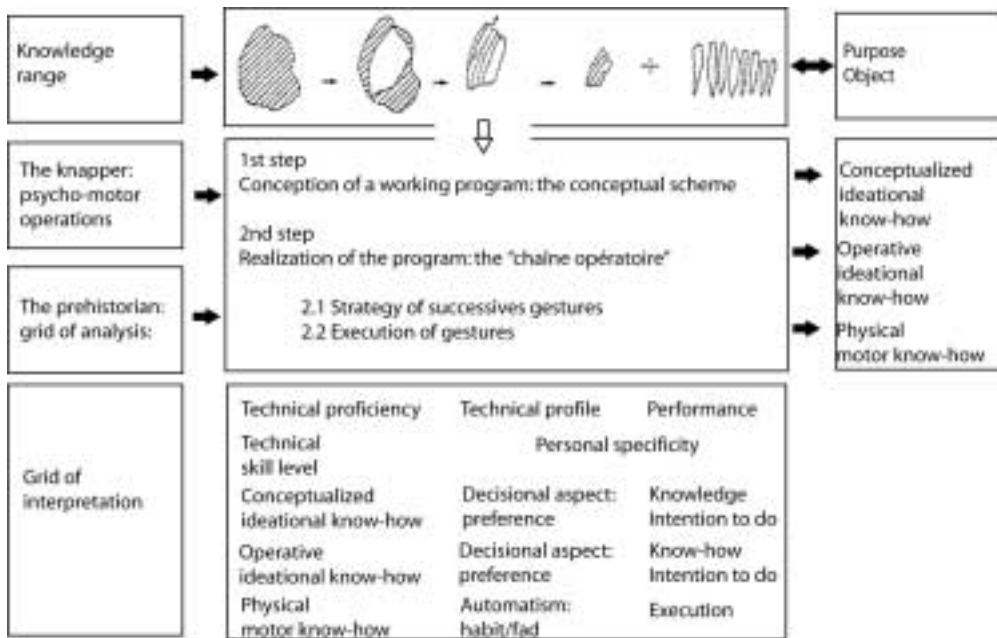 Knowledge
range
Purpose
Object
The knapper:
psycho-motor
operations
1st step
Conception of a working program: the conceptual scheme
2nd step
Realization of the program: the "chaîne opératoire"
2.1 Strategy of successives gestures
2.2 Execution of gestures
Conceptualized
ideational
know-how
Operative
ideational
know-how
Physical
motor know-how
The prehistorian:
grid of analysis:
Grid of
interpretation
Technical proficiency Technical profile Performance
Technical
skill level
Personal specificity
Conceptualized
ideational know-how
Decisional aspect:
preference
Knowledge
Intention to do
Operative
ideational know-how
Decisional aspect:
preference
Know-how
Intention to do
Physical
motor know-how
Automatism:
habit/fad
Execution